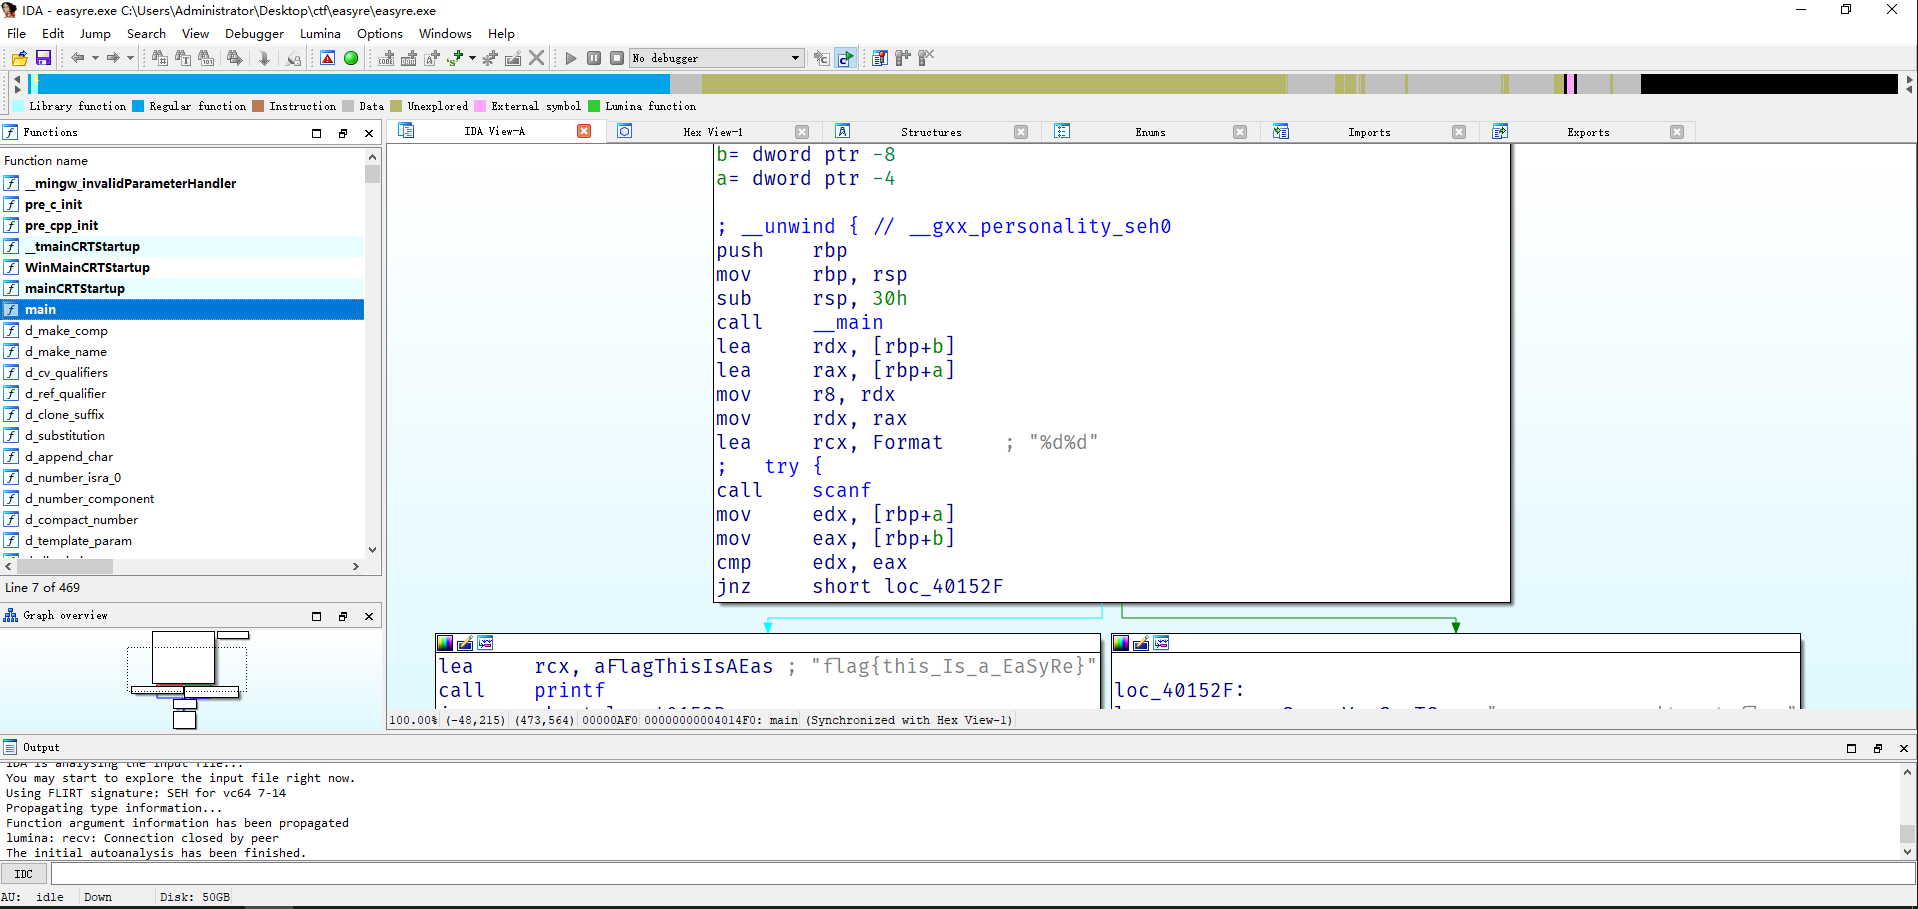 IDA - easyre.exe C:\Users\Administrator\Desktop\ctf\easyre\easyre.exe
File Edit Jump Search View Debugger Lumina Options Windows Help
No debugger
Library function Regular function Instruction Data Unexplored External symbol Lumina function
Functions
Function name
__mingw_invalidParameterHandler
pre_c_init
pre_cpp_init
__tmainCRTStartup
WinMainCRTStartup
mainCRTStartup
main
d_make_comp
d_make_name
d_cv_qualifiers
d_ref_qualifier
d_clone_suffix
d_substitution
d_append_char
d_number_isra_0
d_number_component
d_compact_number
d_template_param
Line 7 of 469
Graph overview
IDA View-A Hex View-1 Structures Enums Imports Exports
b= dword ptr -8
a= dword ptr -4
; __unwind { // __gxx_personality_seh0
push rbp
mov rbp, rsp
sub rsp, 30h
call __main
lea rdx, [rbp+b]
lea rax, [rbp+a]
mov r8, rdx
mov rdx, rax
lea rcx, Format ; "%d%d"
; try {
call scanf
mov edx, [rbp+a]
mov eax, [rbp+b]
cmp edx, eax
jnz short loc_40152F
lea rcx, aFlagThisIsAEas ; "flag{this_Is_a_EaSyRe}"
call printf
loc_40152F:
100.00% (-48,215) (473,564) 00000AF0 00000000004014F0: main (Synchronized with Hex View-1)
Output
IDA is analysing the input file...
You may start to explore the input file right now.
Using FLIRT signature: SEH for vc64 7-14
Propagating type information...
Function argument information has been propagated
lumina: recv: Connection closed by peer
The initial autoanalysis has been finished.
IDC
AU: idle Down Disk: 50GB